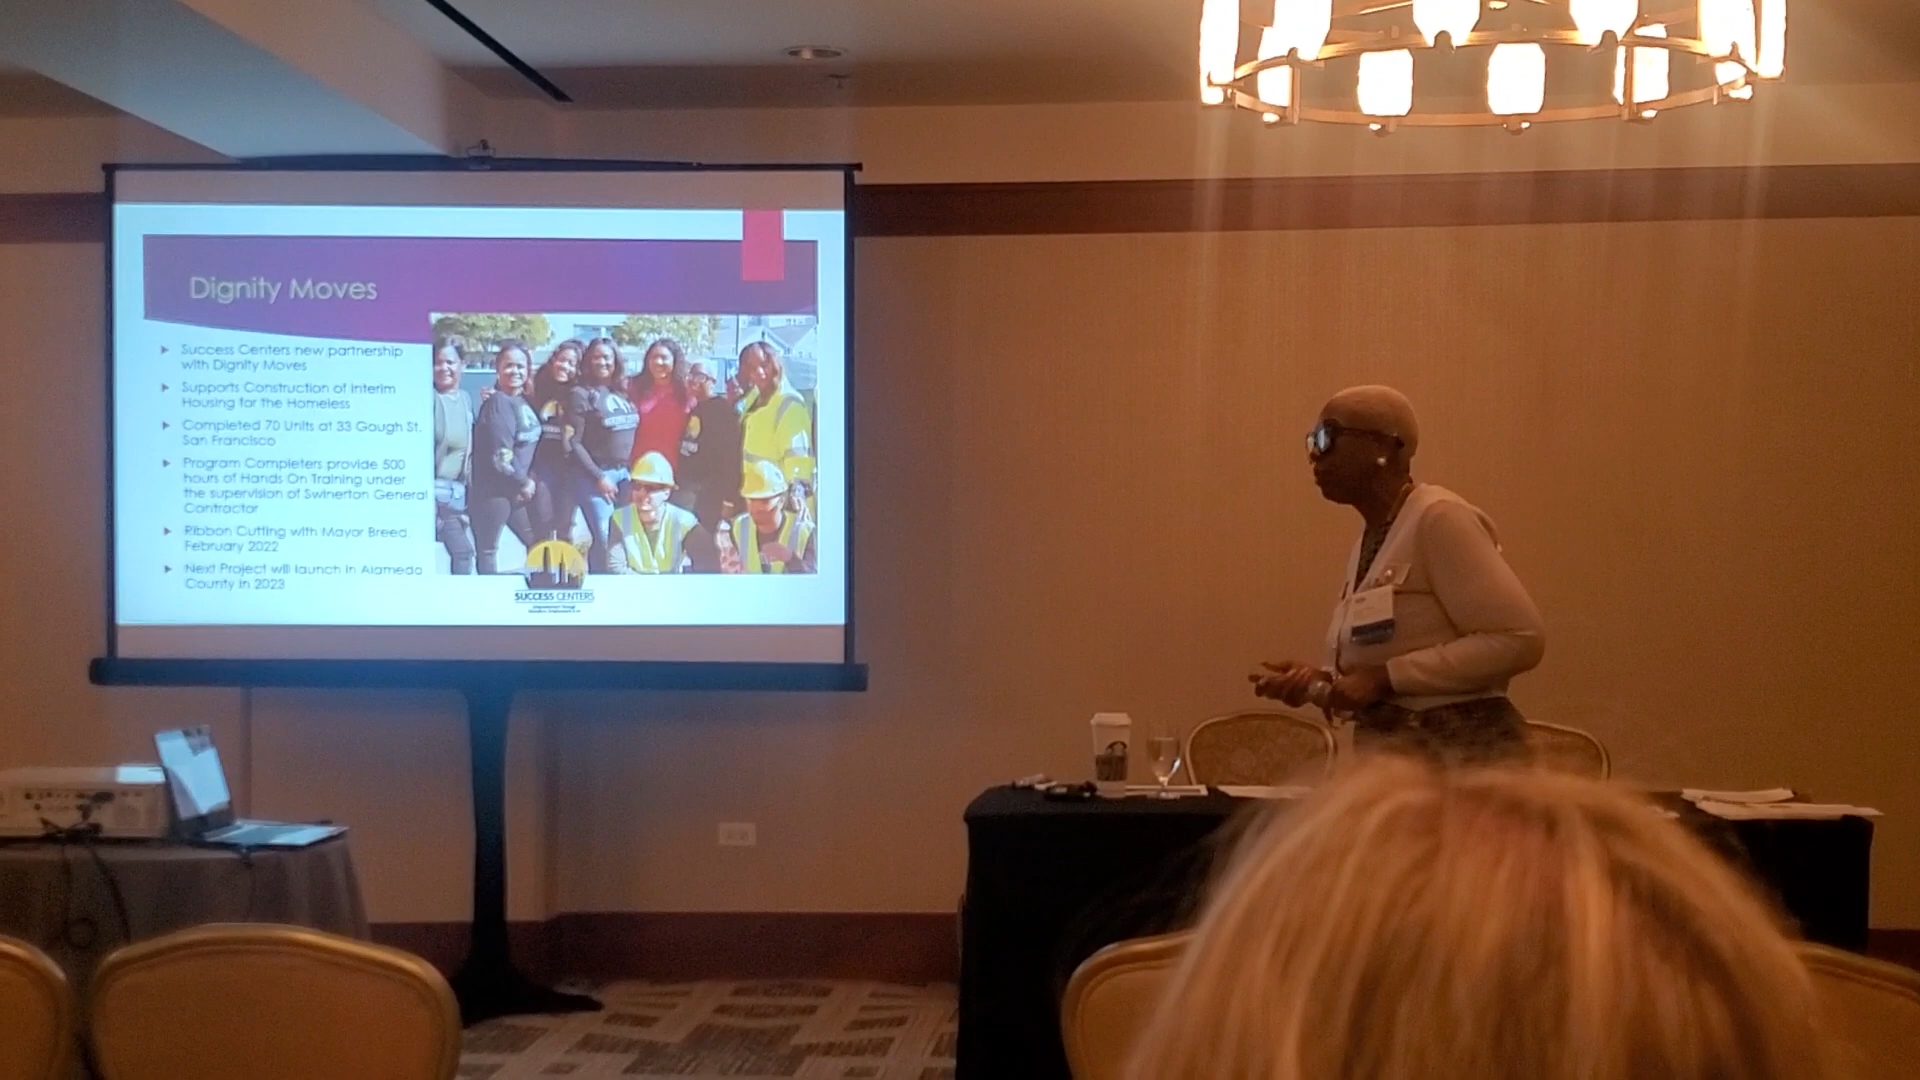 Dignity Moves
Success Centers new partnership
with Dignity Moves
Supports Construction of Interim
Housing for the Homeless
Completed 70 Units at 33 Gough St.
San Francisco
Program Completers provide 500
hours of Hands On Training under
the supervision of Swinerton General
Contractor
Ribbon Cutting with Mayor Breed
February 2022
Next Project will launch in Alameda
County in 2023
SUCCESS CENTERS